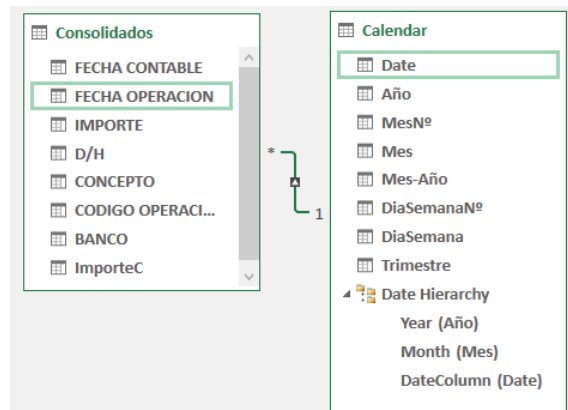 Consolidados
FECHA CONTABLE
FECHA OPERACION
IMPORTE
D/H
CONCEPTO
CODIGO OPERACI...
BANCO
ImporteC
*
1
Calendar
Date
Año
MesNº
Mes
Mes-Año
DiaSemanaNº
DiaSemana
Trimestre
Date Hierarchy
Year (Año)
Month (Mes)
DateColumn (Date)